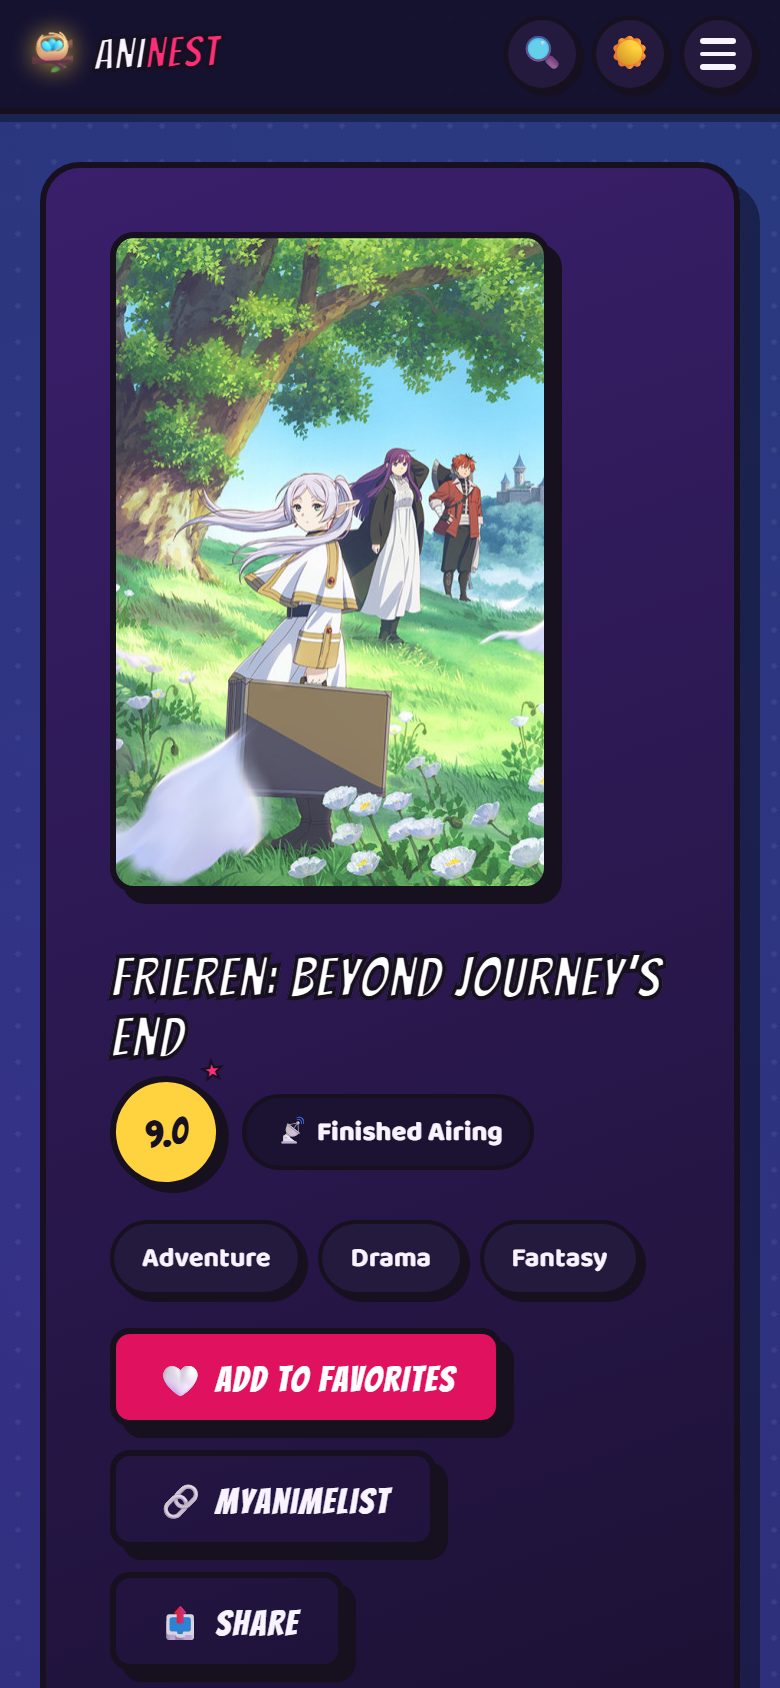 ANINEST
FRIEREN: BEYOND JOURNEY'S
END
9.0
Finished Airing
Adventure Drama Fantasy
ADD TO FAVORITES
MYANIMELIST
SHARE